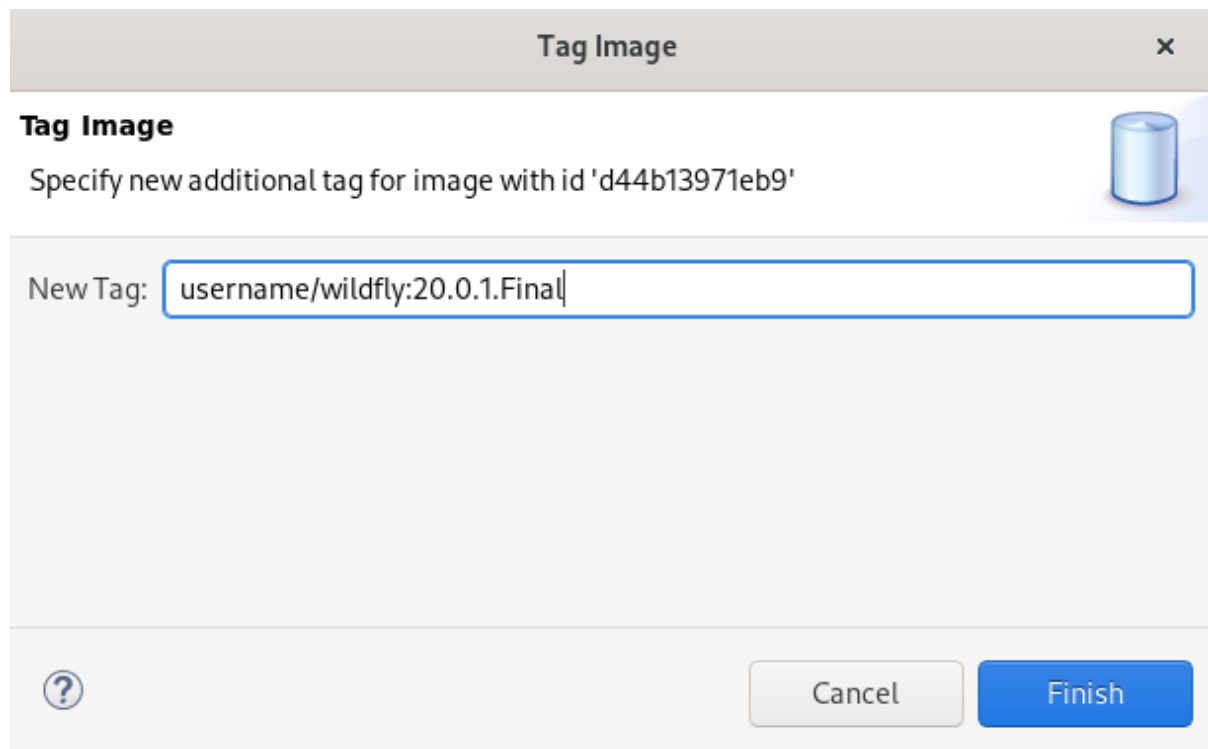 Tag Image
Tag Image
Specify new additional tag for image with id 'd44b13971eb9'
New Tag: username/wildfly:20.0.1.Final
Cancel Finish